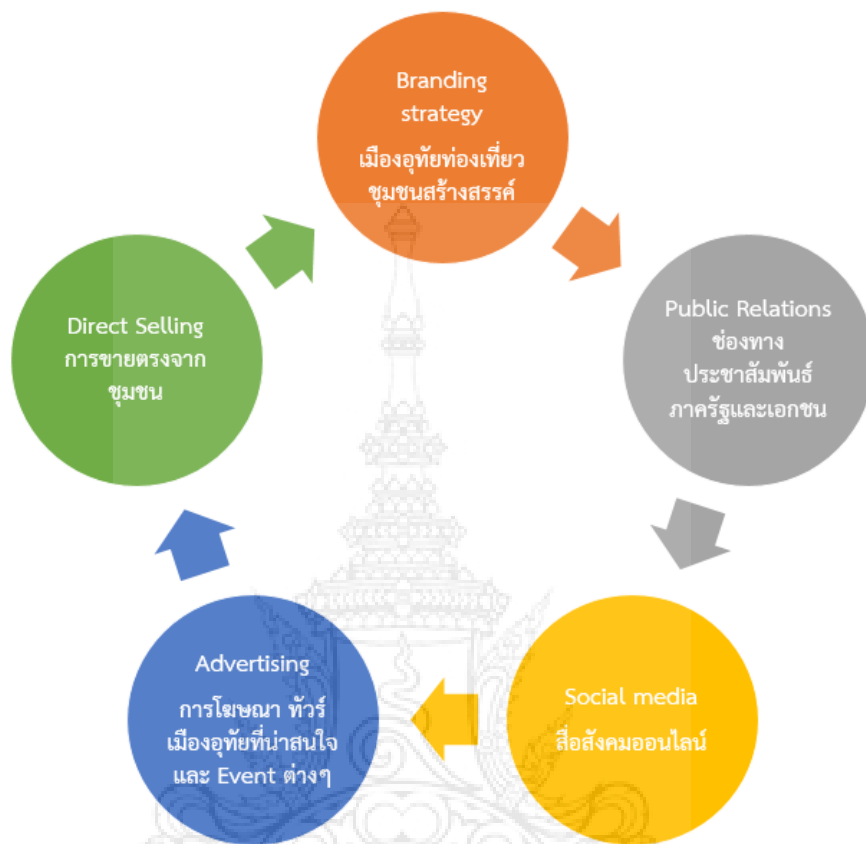 Branding
strategy
เมืองอุทัยท่องเที่ยว
ชุมชนสร้างสรรค์
Public Relations
ช่องทาง
ประชาสัมพันธ์
ภาครัฐและเอกชน
Social media
สื่อสังคมออนไลน์
Advertising
การโฆษณา ทัวร์
เมืองอุทัยที่น่าสนใจ
และ Event ต่างๆ
Direct Selling
การขายตรงจาก
ชุมชน